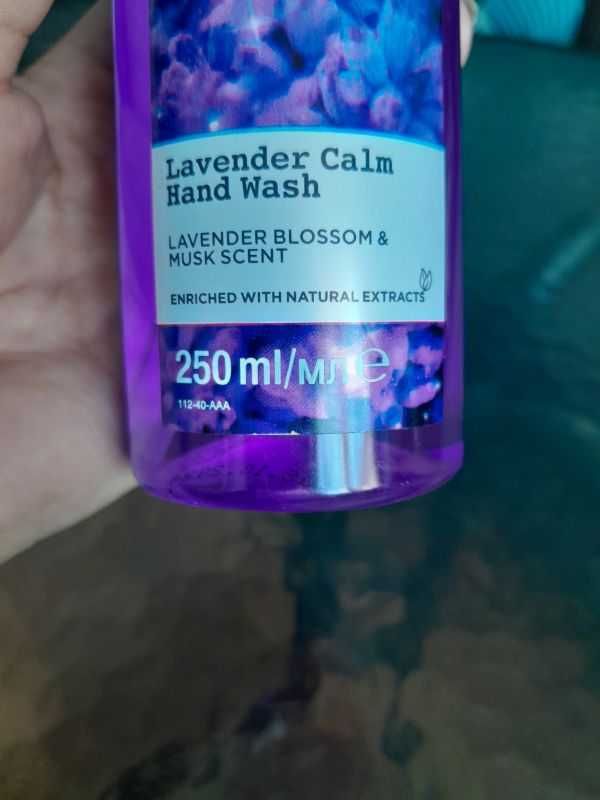 Lavender Calm
Hand Wash
LAVENDER BLOSSOM &
MUSK SCENT
ENRICHED WITH NATURAL EXTRACTS
250 ml/мл e
112-40-AAA